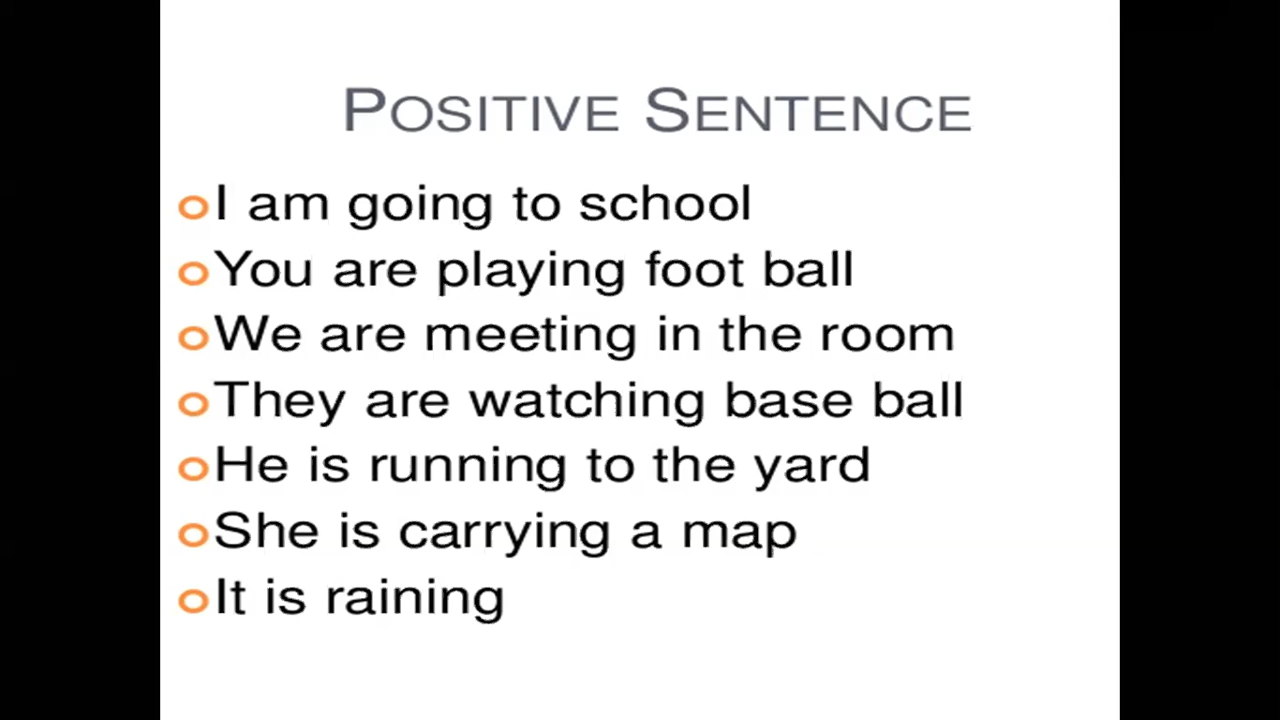 POSITIVE SENTENCE
I am going to school
You are playing foot ball
We are meeting in the room
They are watching base ball
He is running to the yard
She is carrying a map
It is raining